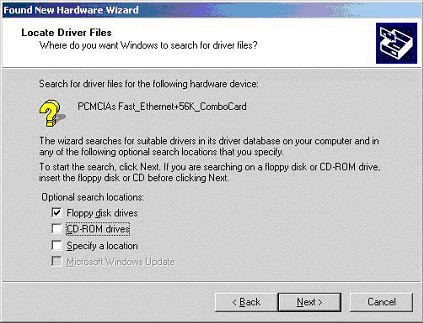 Found New Hardware Wizard
Locate Driver Files
Where do you want Windows to search for driver files?
Search for driver files for the following hardware device:
PCMCIAs Fast_Ethernet+56K_ComboCard
The wizard searches for suitable drivers in its driver database on your computer and in
any of the following optional search locations that you specify.
To start the search, click Next. If you are searching on a floppy disk or CD-ROM drive,
insert the floppy disk or CD before clicking Next.
Optional search locations:
Floppy disk drives
CD-ROM drives
Specify a location
Microsoft Windows Update
< Back
Next >
Cancel